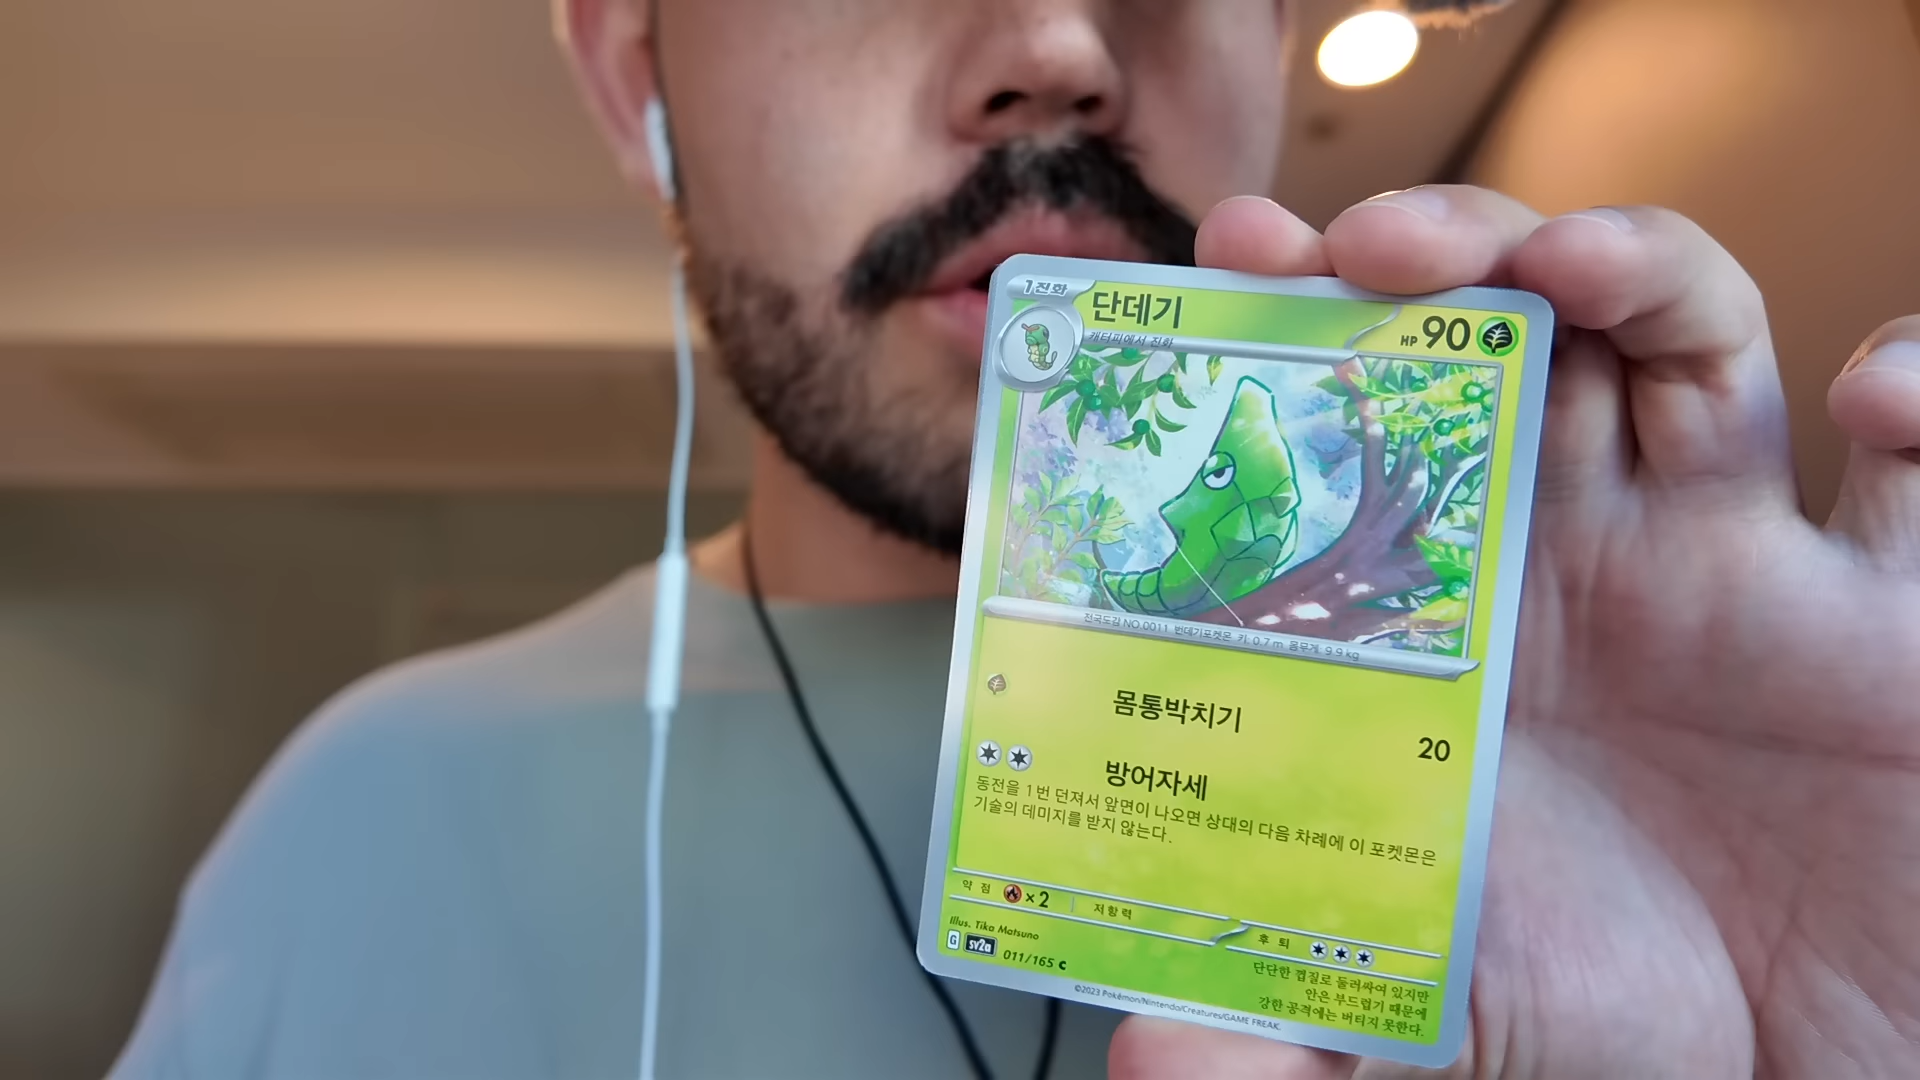 1진화
단데기
HP 90
캐터피에서 진화
전국도감 NO.0011 번데기포켓몬 키: 0.7 m 몸무게: 9.9 kg
몸통박치기
20
방어자세
동전을 1번 던져서 앞면이 나오면 상대의 다음 차례에 이 포켓몬은
기술의 데미지를 받지 않는다.
약점 ×2 저항력
후퇴
Illus. Tika Matsuno
G sv2a 011/165 C
단단한 껍질로 둘러싸여 있지만
안은 부드럽기 때문에
강한 공격에는 버티지 못한다.
©2023 Pokémon/Nintendo/Creatures/GAME FREAK.